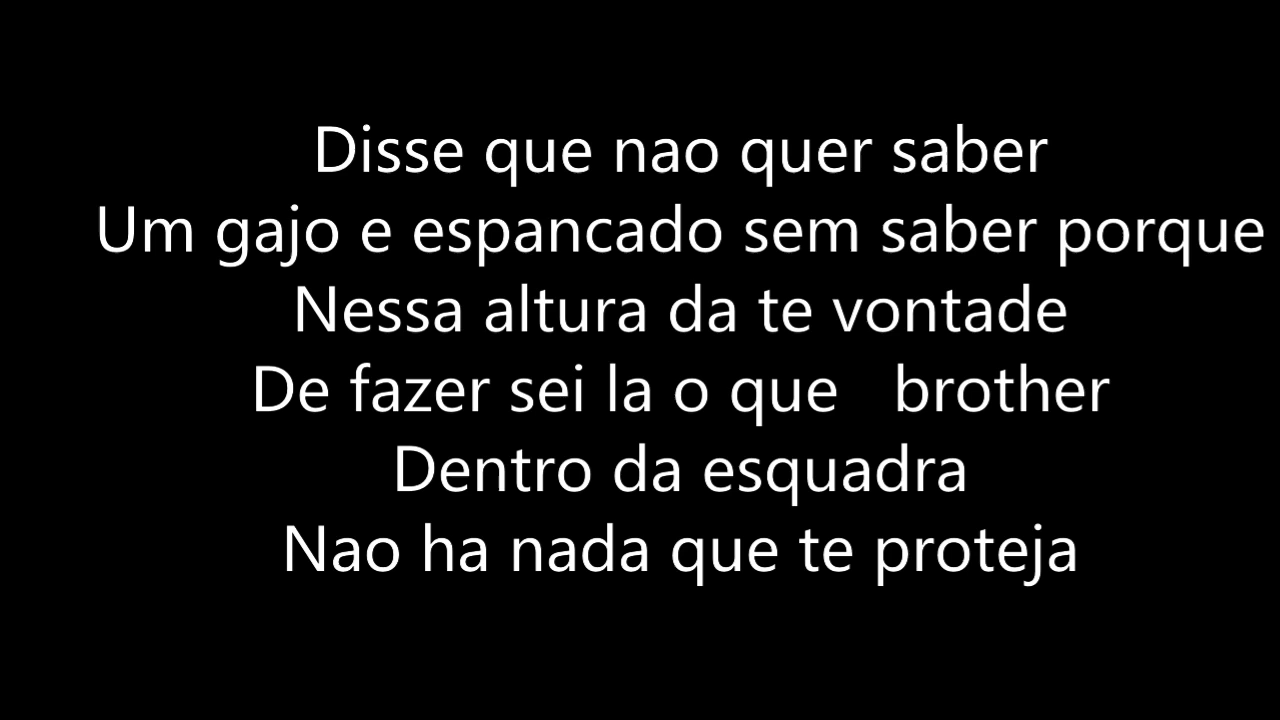 Disse que nao quer saber
Um gajo e espancado sem saber porque
Nessa altura da te vontade
De fazer sei la o que   brother
Dentro da esquadra
Nao ha nada que te proteja